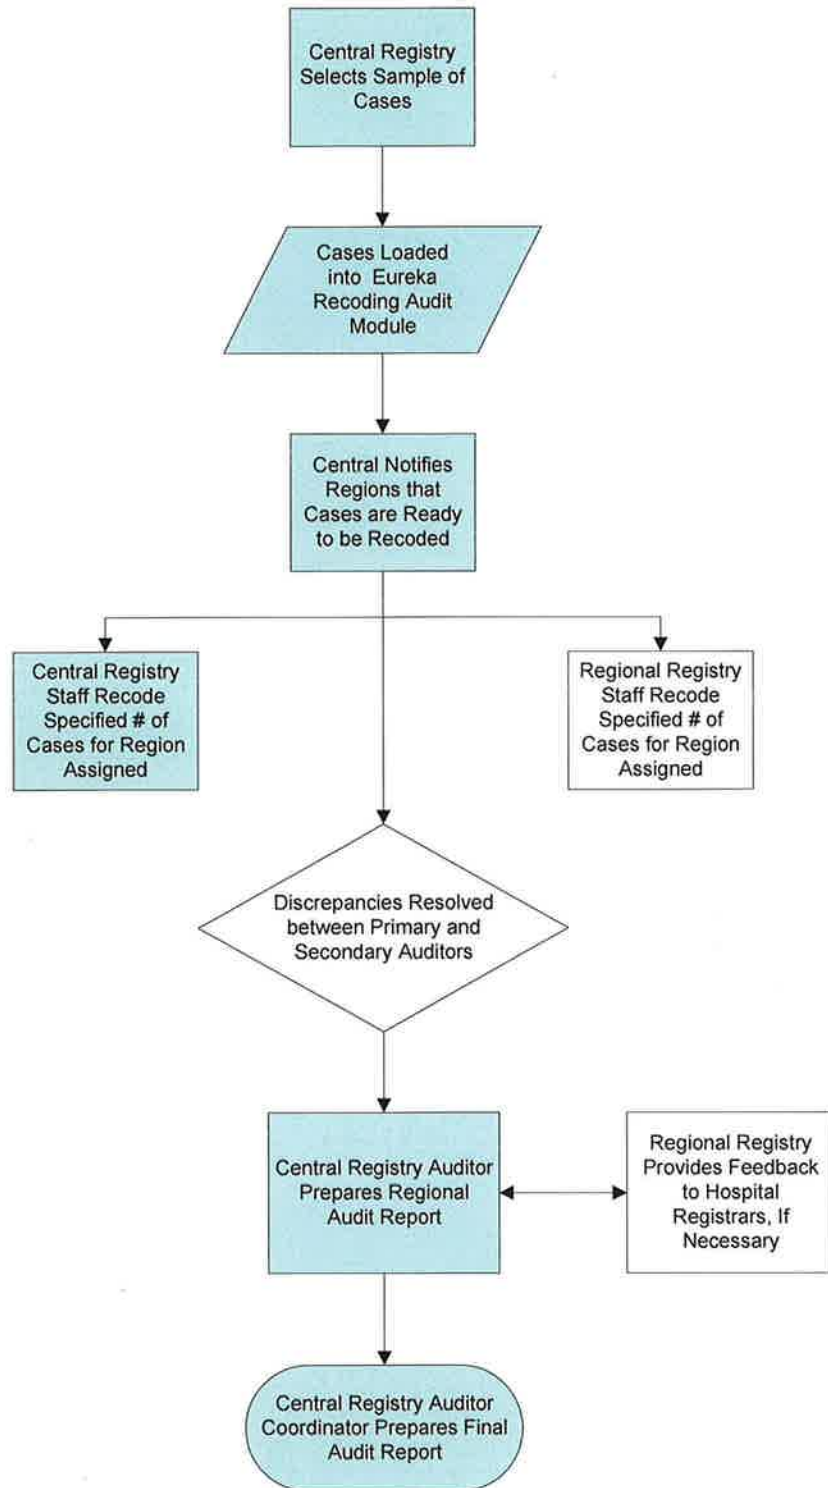 Central Registry
Selects Sample of
Cases
Cases Loaded
into Eureka
Recoding Audit
Module
Central Notifies
Regions that
Cases are Ready
to be Recoded
Central Registry
Staff Recode
Specified # of
Cases for Region
Assigned
Regional Registry
Staff Recode
Specified # of
Cases for Region
Assigned
Discrepancies Resolved
between Primary and
Secondary Auditors
Central Registry Auditor
Prepares Regional
Audit Report
Regional Registry
Provides Feedback
to Hospital
Registrars, If
Necessary
Central Registry Auditor
Coordinator Prepares Final
Audit Report